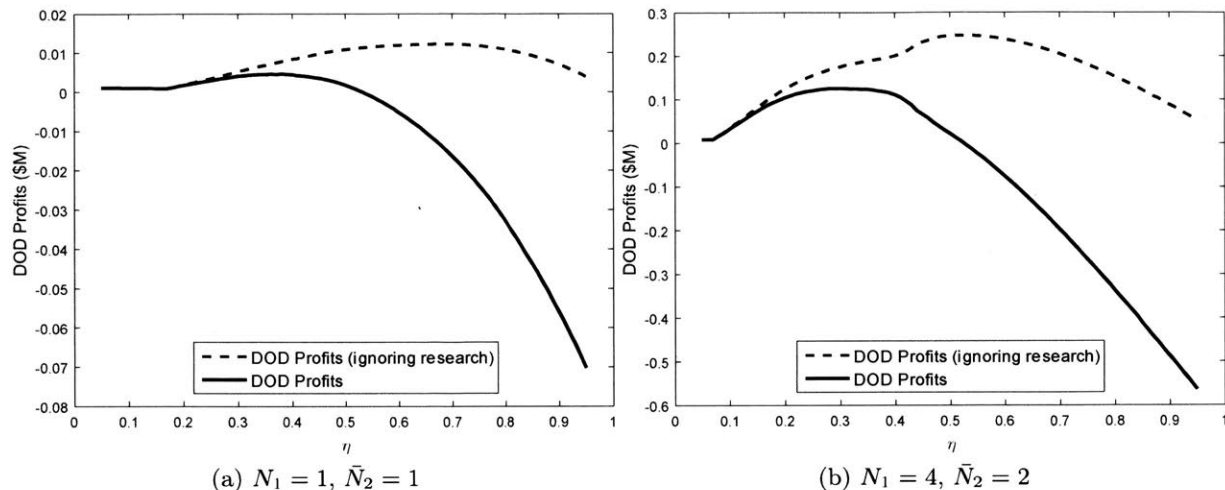 0.02
0.01
0
-0.01
-0.02
-0.03
-0.04
-0.05
-0.06
-0.07
-0.08
DOD Profits ($M)
DOD Profits (ignoring research)
DOD Profits
0 0.1 0.2 0.3 0.4 0.5 0.6 0.7 0.8 0.9 1
η
(a) N₁ = 1, N̄₂ = 1
0.3
0.2
0.1
0
-0.1
-0.2
-0.3
-0.4
-0.5
-0.6
DOD Profits ($M)
DOD Profits (ignoring research)
DOD Profits
0 0.1 0.2 0.3 0.4 0.5 0.6 0.7 0.8 0.9 1
η
(b) N₁ = 4, N̄₂ = 2